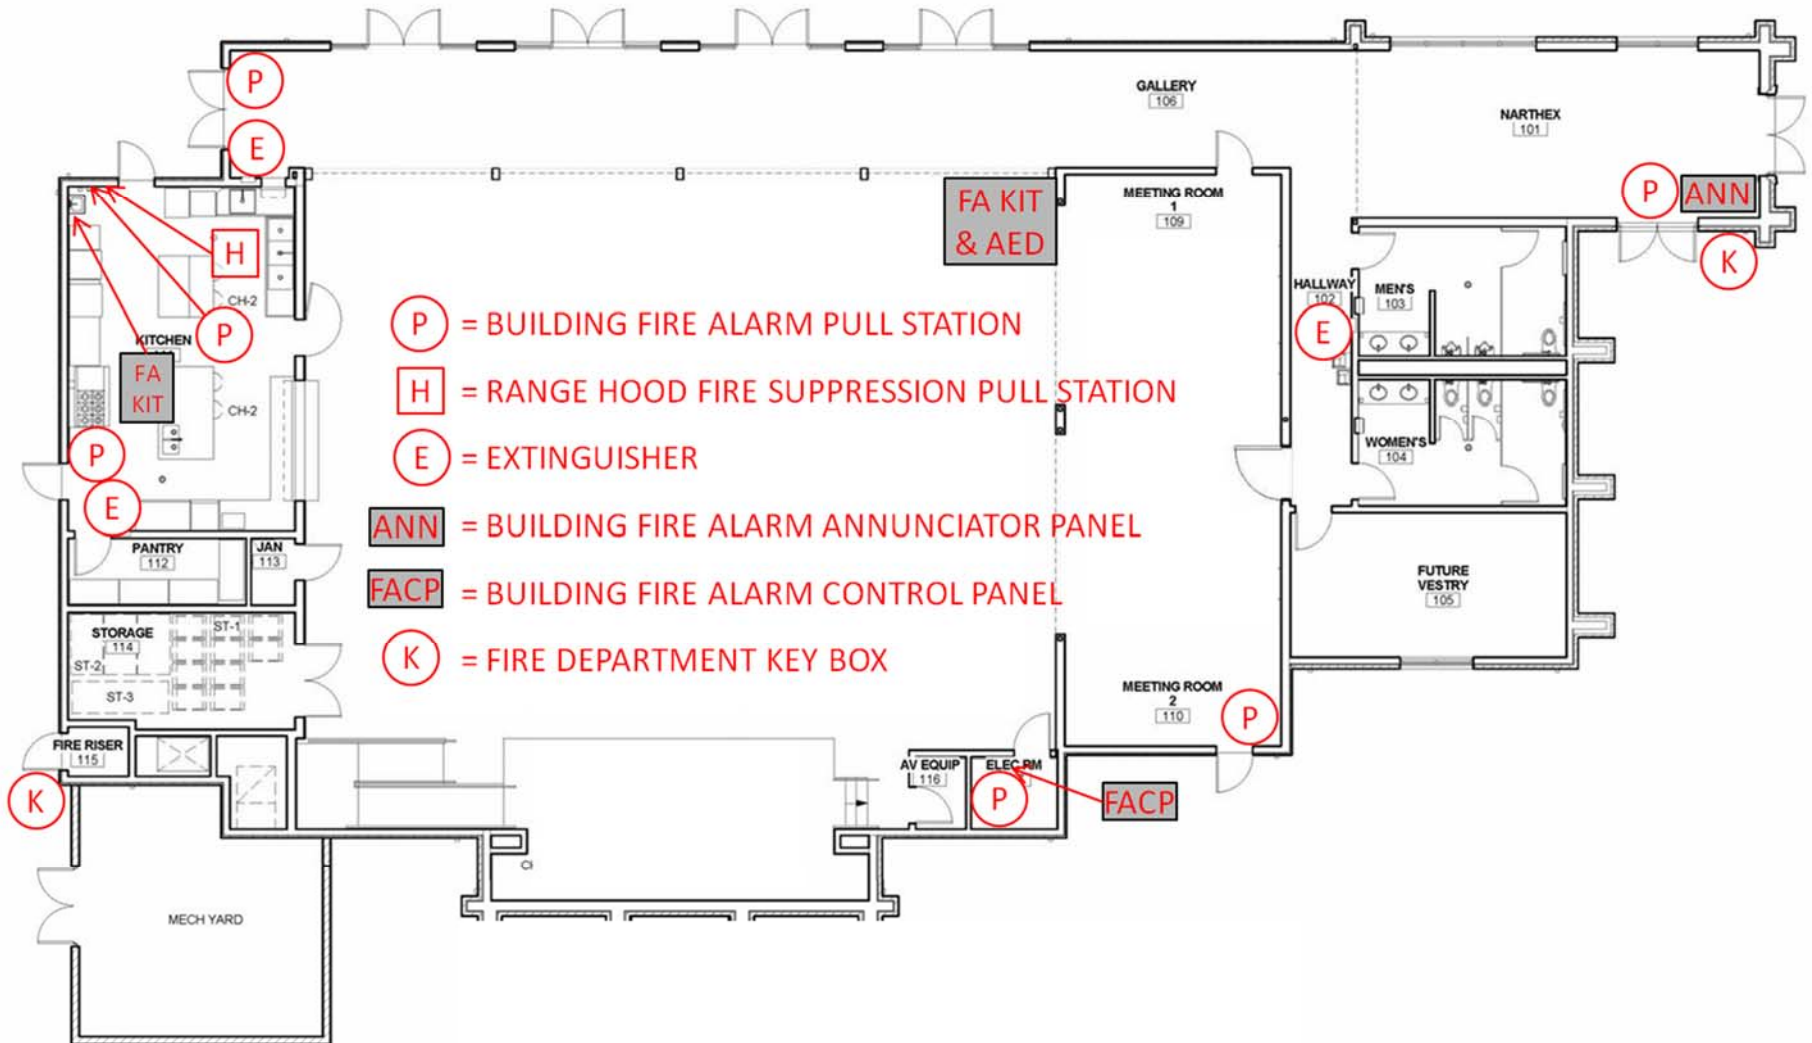 P
E
GALLERY
106
NARTHEX
101
P
ANN
K
FA KIT
& AED
MEETING ROOM
1
109
H
CH-2
P
KITCHEN
FA
KIT
CH-2
P
E
HALLWAY
102
E
MEN'S
103
WOMEN'S
104
P = BUILDING FIRE ALARM PULL STATION
H = RANGE HOOD FIRE SUPPRESSION PULL STATION
E = EXTINGUISHER
ANN = BUILDING FIRE ALARM ANNUNCIATOR PANEL
FACP = BUILDING FIRE ALARM CONTROL PANEL
K = FIRE DEPARTMENT KEY BOX
PANTRY
112
JAN
113
FUTURE
VESTRY
105
STORAGE
114
ST-1
ST-2
ST-3
MEETING ROOM
2
110
P
FIRE RISER
115
K
AV EQUIP
116
ELEC RM
P
FACP
MECH YARD